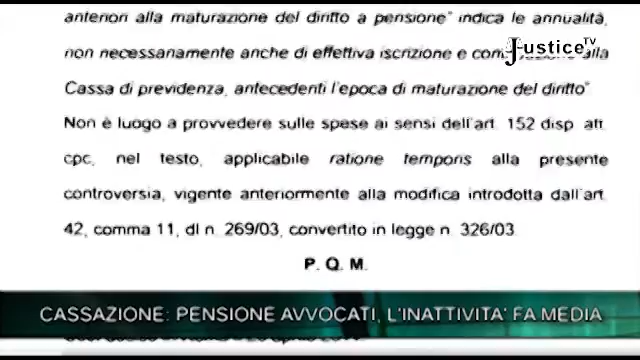 anteriori alla maturazione del diritto a pensione" indica le annualità,
non necessariamente anche di effettiva iscrizione e alla
Justice TV
Cassa di previdenza, antecedenti l'epoca di maturazione del diritto"
Non è luogo a provvedere sulle spese ai sensi dell'art. 152 disp. att.
cpc, nel testo, applicabile ratione temporis alla presente
controversia, vigente anteriormente alla modifica introdotta dall'art.
42, comma 11, dl n. 269/03, convertito in legge n. 326/03.
P. Q. M.
CASSAZIONE: PENSIONE AVVOCATI, L'INATTIVITA' FA MEDIA